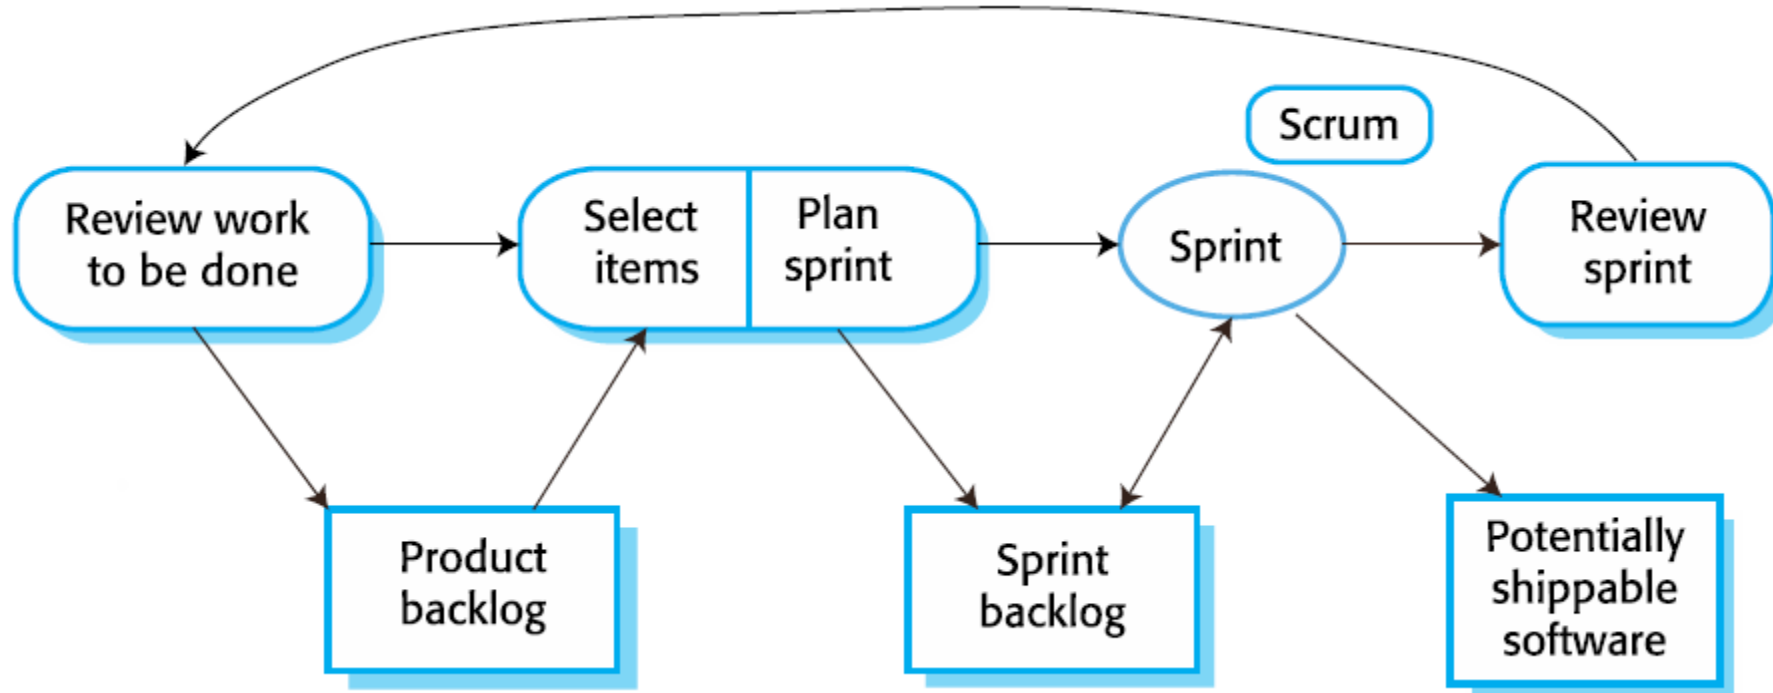 Scrum
Review work
to be done
Select
items
Plan
sprint
Sprint
Review
sprint
Product
backlog
Sprint
backlog
Potentially
shippable
software